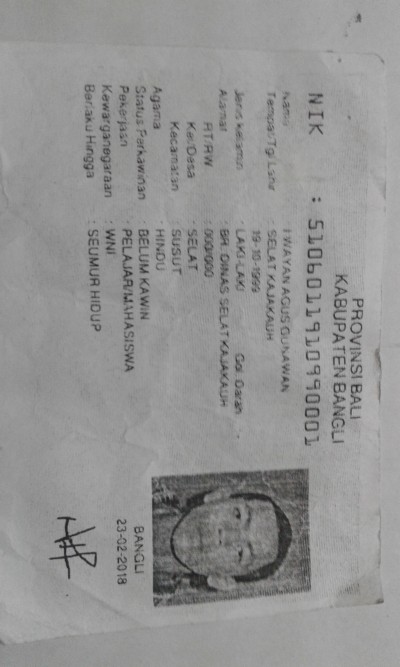 PROVINSI BALI
KABUPATEN BANGLI
NIK : 5106011910990001
Nama : I WAYAN AGUS GUNAWAN
Tempat/Tgl Lahir : SELAT KAJAKAUH
19-10-1999
Jenis kelamin : LAKI-LAKI Gol. Darah : -
Alamat : BR. DINAS SELAT KAJAKAUH
RT/RW : 000/000
Kel/Desa : SELAT
Kecamatan : SUSUT
Agama : HINDU
Status Perkawinan : BELUM KAWIN
Pekerjaan : PELAJAR/MAHASISWA
Kewarganegaraan : WNI
Berlaku Hingga : SEUMUR HIDUP
BANGLI
23-02-2018